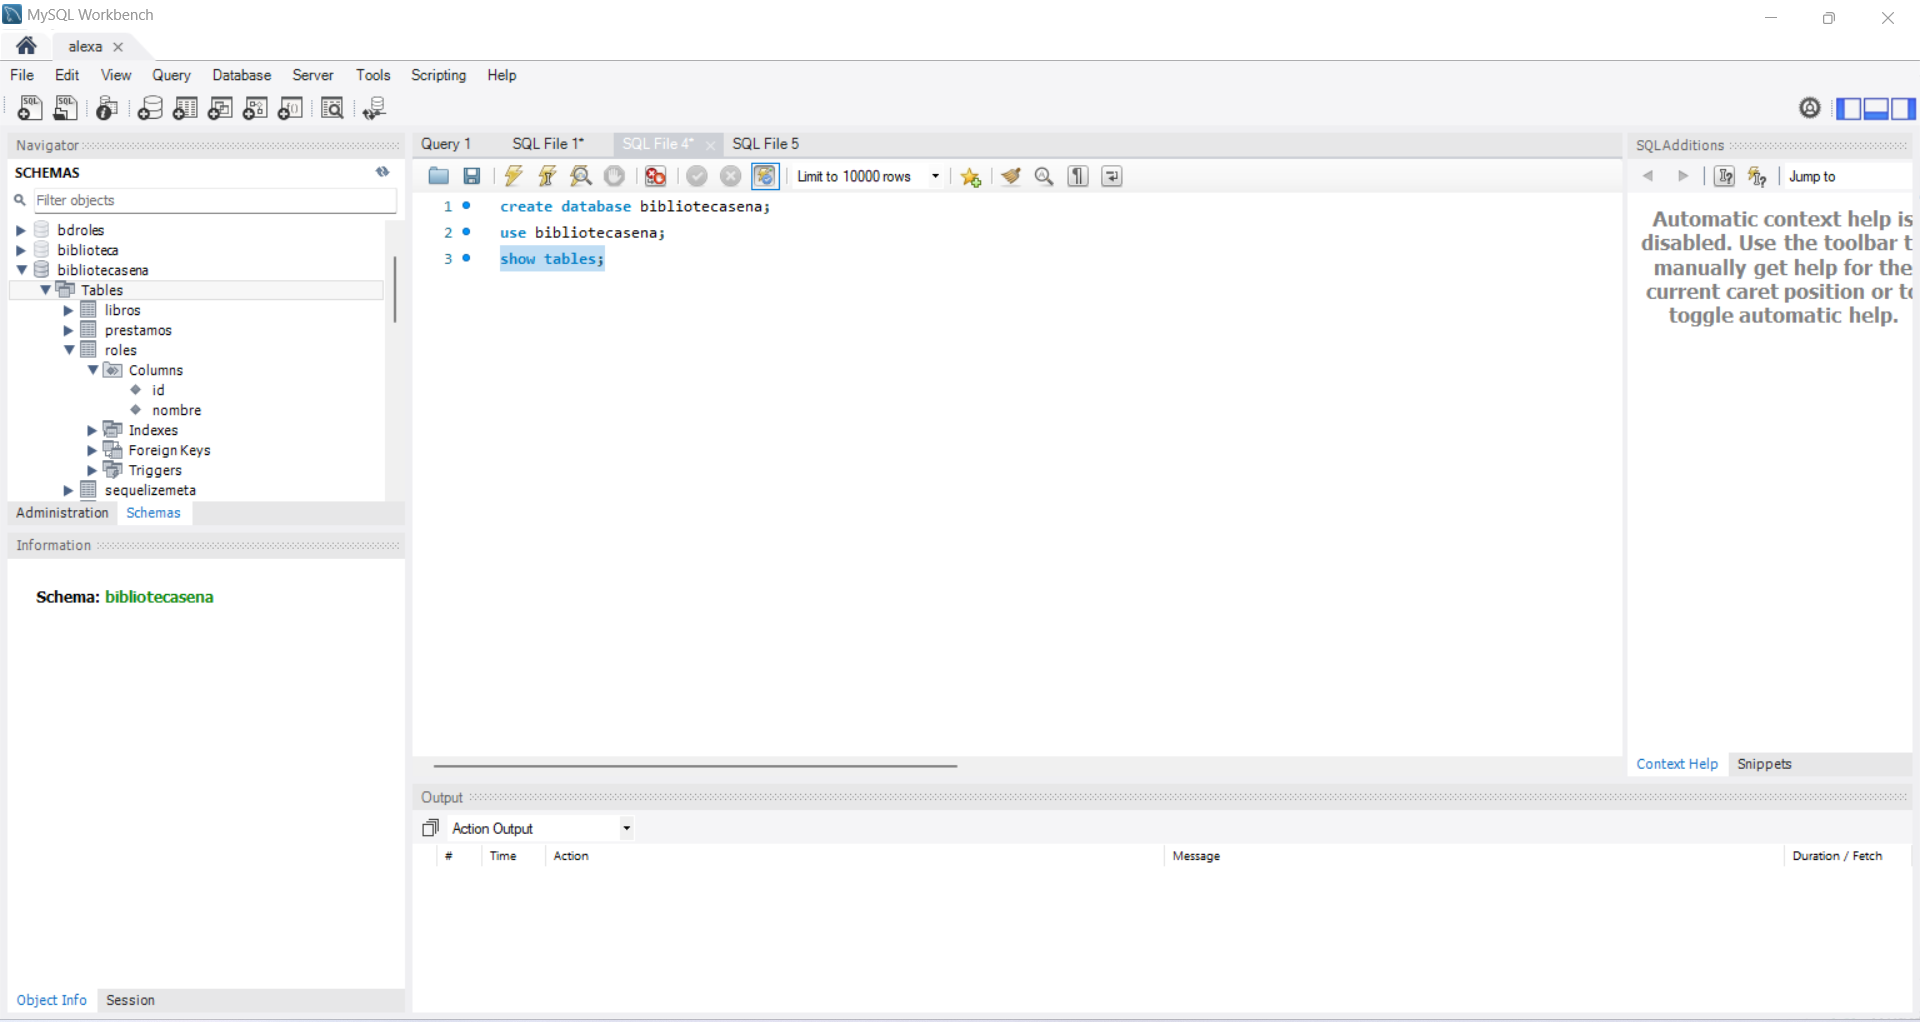 MySQL Workbench
alexa
File Edit View Query Database Server Tools Scripting Help
Navigator
SCHEMAS
Filter objects
bdroles
biblioteca
bibliotecasena
Tables
libros
prestamos
roles
Columns
id
nombre
Indexes
Foreign Keys
Triggers
sequelizemeta
Administration Schemas
Information
Schema: bibliotecasena
Object Info Session
Query 1 SQL File 1* SQL File 4* SQL File 5
Limit to 10000 rows
1 create database bibliotecasena;
2 use bibliotecasena;
3 show tables;
Output
Action Output
# Time Action Message Duration / Fetch
SQLAdditions
Jump to
Automatic context help is
disabled. Use the toolbar t
manually get help for the
current caret position or to
toggle automatic help.
Context Help Snippets